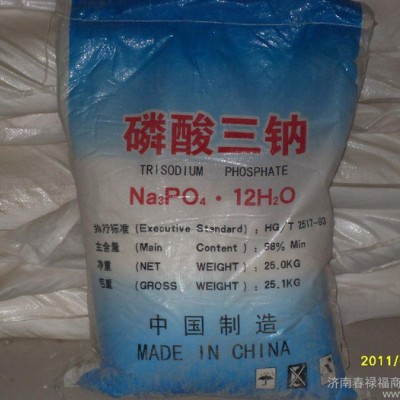 磷酸三钠
TRISODIUM PHOSPHATE
Na₃PO₄·12H₂O
执行标准(Executive Standard):HG/T 2517-93
主含量(Main Content):98% Min
净重(NET WEIGHT):25.0KG
毛重(GROSS WEIGHT):25.1KG
中国制造
MADE IN CHINA
2011/
济南春禄福商